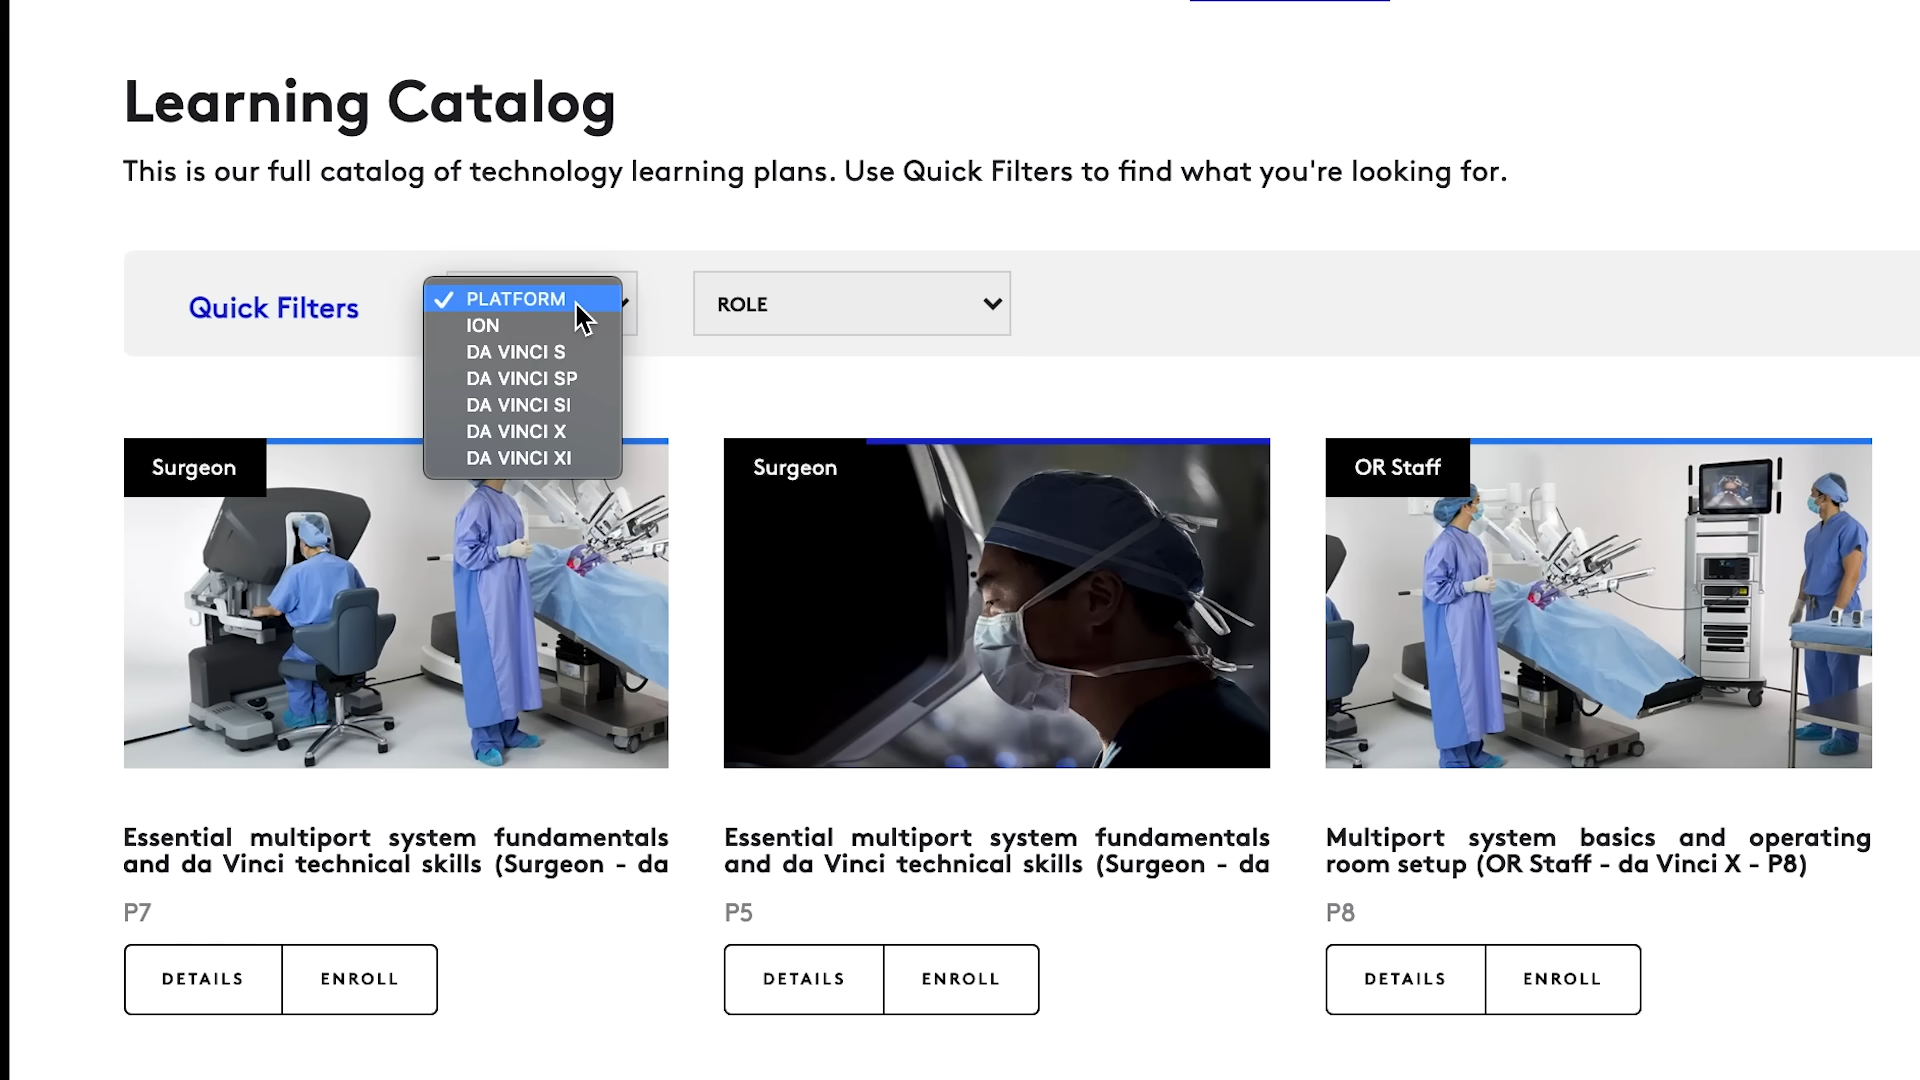 Learning Catalog
This is our full catalog of technology learning plans. Use Quick Filters to find what you're looking for.
Quick Filters
PLATFORM
ION
DA VINCI S
DA VINCI SP
DA VINCI SI
DA VINCI X
DA VINCI XI
ROLE
Surgeon
Surgeon
OR Staff
Essential multiport system fundamentals
and da Vinci technical skills (Surgeon - da
P7
DETAILS
ENROLL
Essential multiport system fundamentals
and da Vinci technical skills (Surgeon - da
P5
DETAILS
ENROLL
Multiport system basics and operating
room setup (OR Staff - da Vinci X - P8)
P8
DETAILS
ENROLL